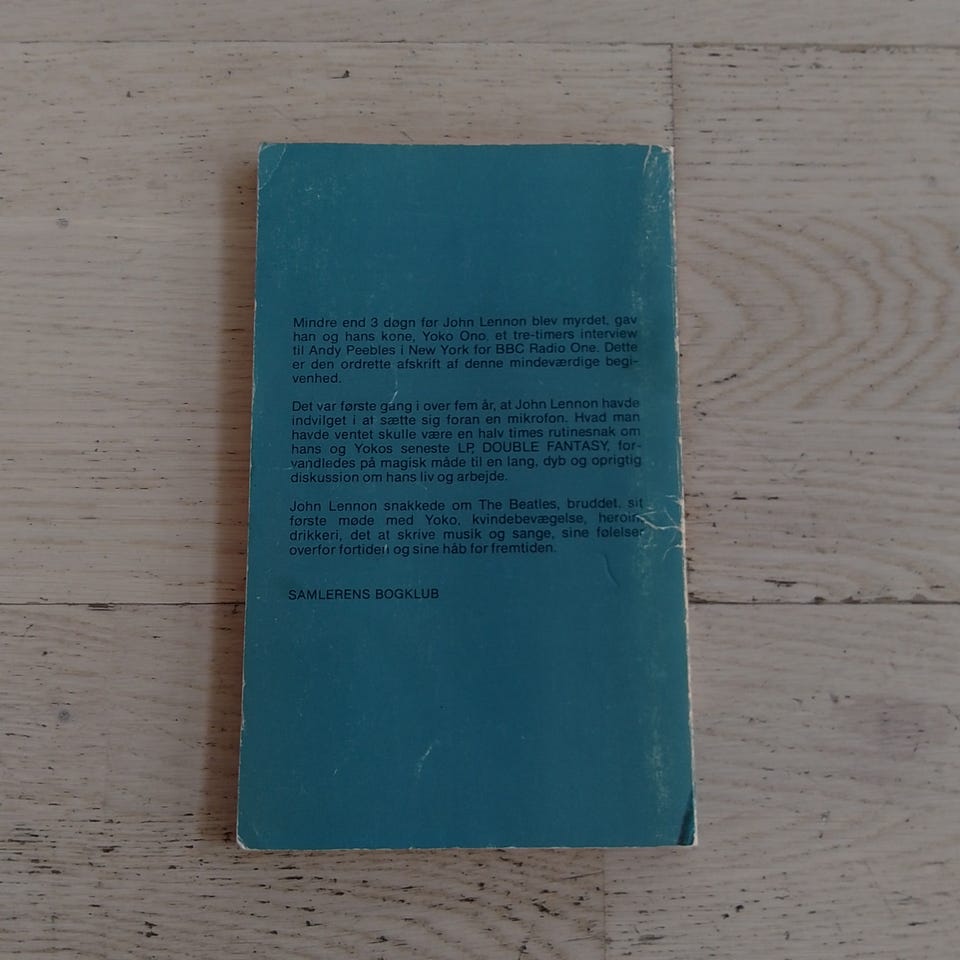 Mindre end 3 døgn før John Lennon blev myrdet, gav
han og hans kone, Yoko Ono, et tre-timers interview
til Andy Peebles i New York for BBC Radio One. Dette
er den ordrette afskrift af denne mindeværdige begi-
venhed.
Det var første gang i over fem år, at John Lennon havde
indvilget i at sætte sig foran en mikrofon. Hvad man
havde ventet skulle være en halv times rutinesnak om
hans og Yokos seneste LP, DOUBLE FANTASY, for-
vandledes på magisk måde til en lang, dyb og oprigtig
diskussion om hans liv og arbejde.
John Lennon snakkede om The Beatles, bruddet, sit
første møde med Yoko, kvindebevægelse, heroin,
drikkeri, det at skrive musik og sange, sine følelser
overfor fortiden og sine håb for fremtiden.
SAMLERENS BOGKLUB